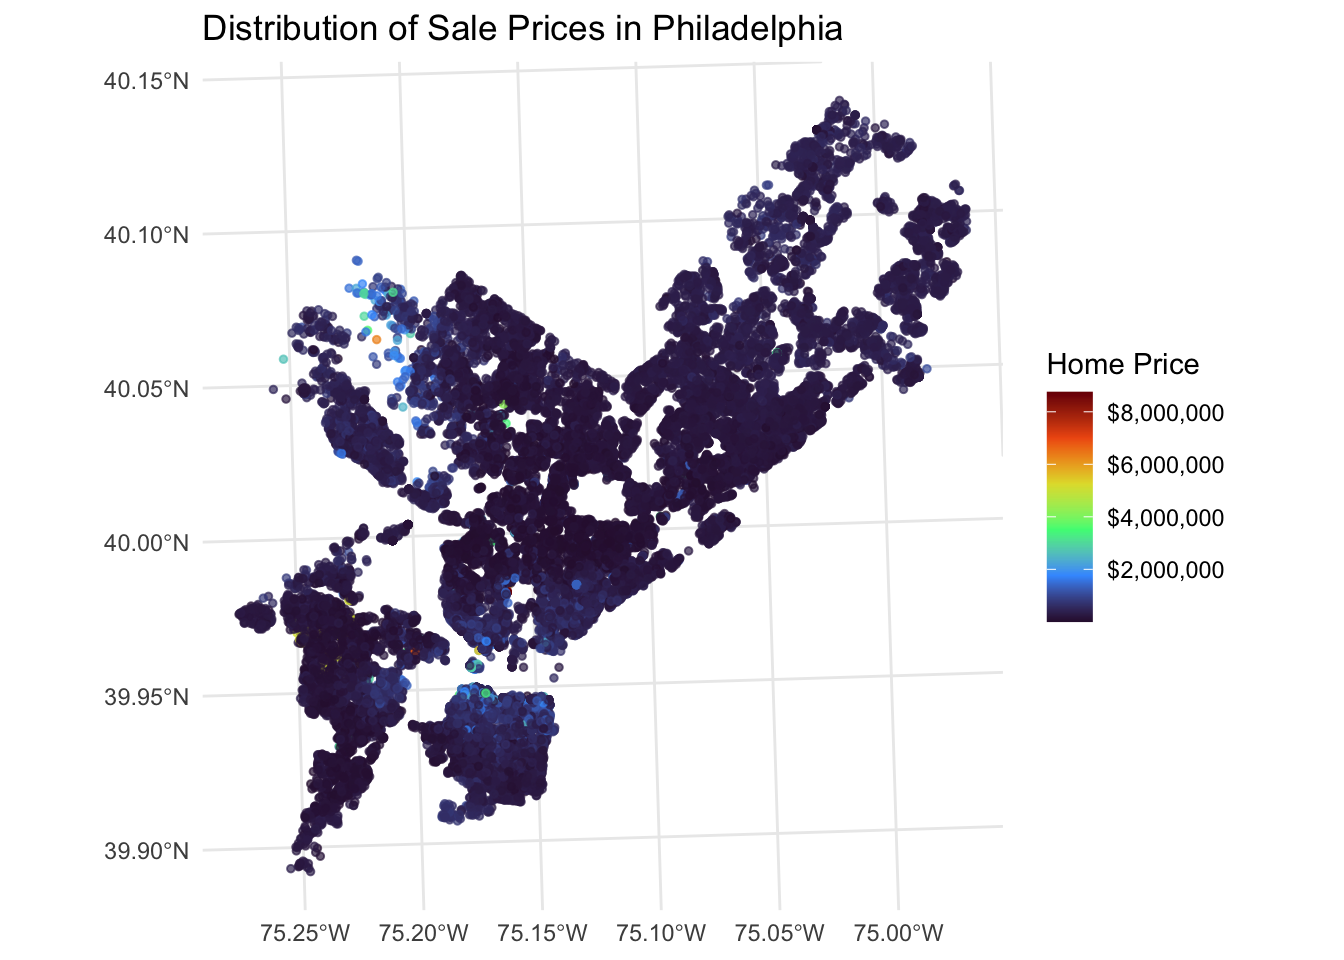 Distribution of Sale Prices in Philadelphia
40.15°N
40.10°N
40.05°N
40.00°N
39.95°N
39.90°N
75.25°W 75.20°W 75.15°W 75.10°W 75.05°W 75.00°W
Home Price
$8,000,000
$6,000,000
$4,000,000
$2,000,000